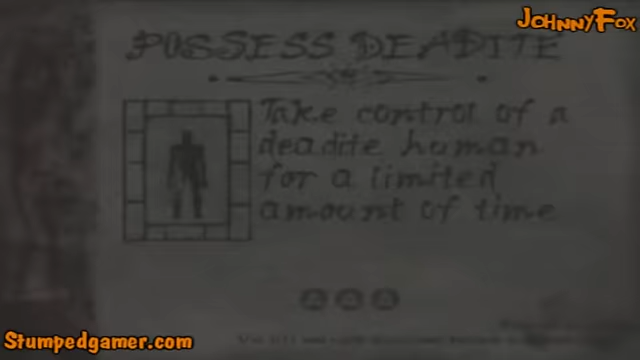 JohnnyFox
POSSESS DEADITE
Take control of a
deadite human
for a limited
amount of time
Stumpedgamer.com